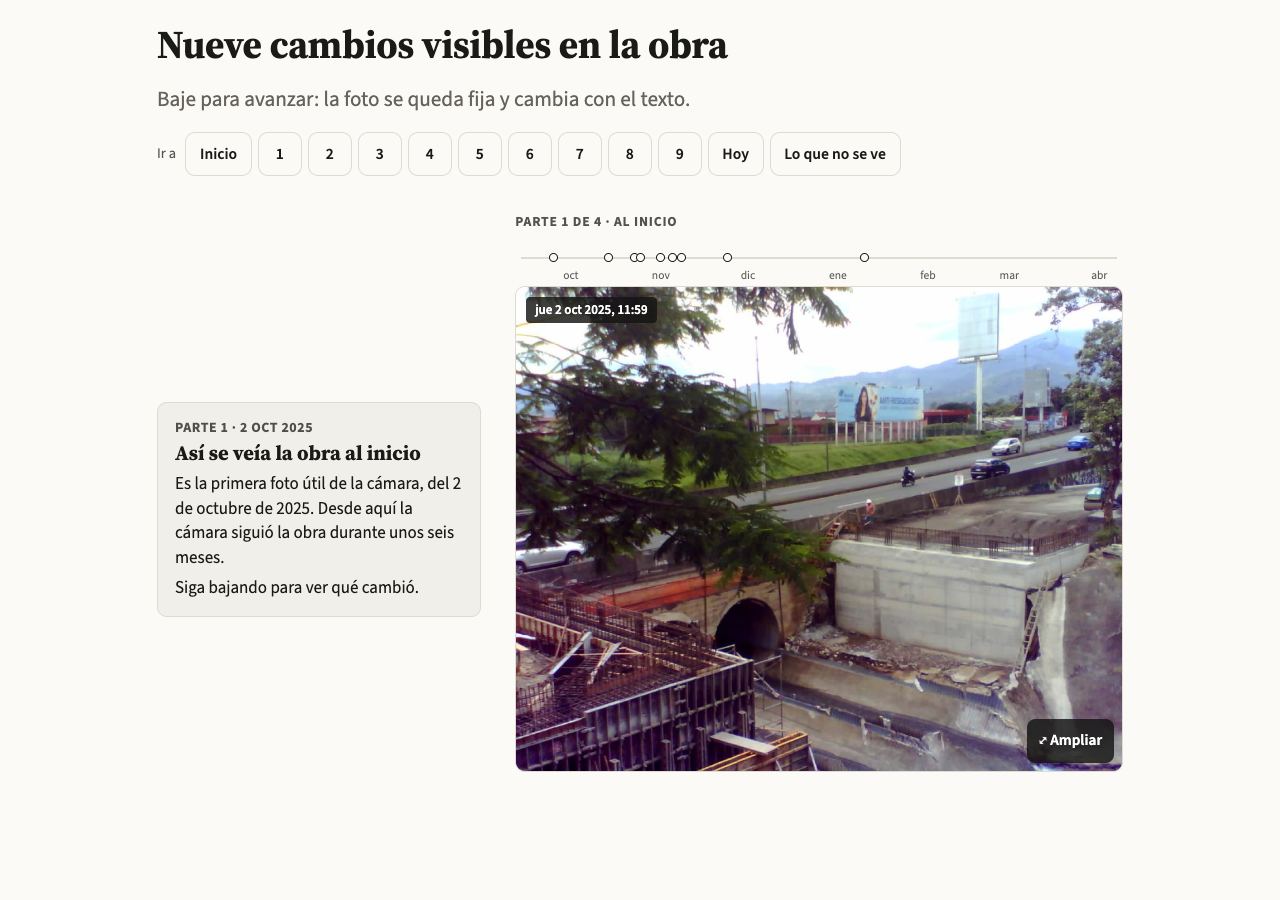 Nueve cambios visibles en la obra
Baje para avanzar: la foto se queda fija y cambia con el texto.
Ir a Inicio 1 2 3 4 5 6 7 8 9 Hoy Lo que no se ve
PARTE 1 DE 4 · AL INICIO
oct nov dic ene feb mar abr
jue 2 oct 2025, 11:59
PARTE 1 · 2 OCT 2025
Así se veía la obra al inicio
Es la primera foto útil de la cámara, del 2
de octubre de 2025. Desde aquí la
cámara siguió la obra durante unos seis
meses.
Siga bajando para ver qué cambió.
Ampliar